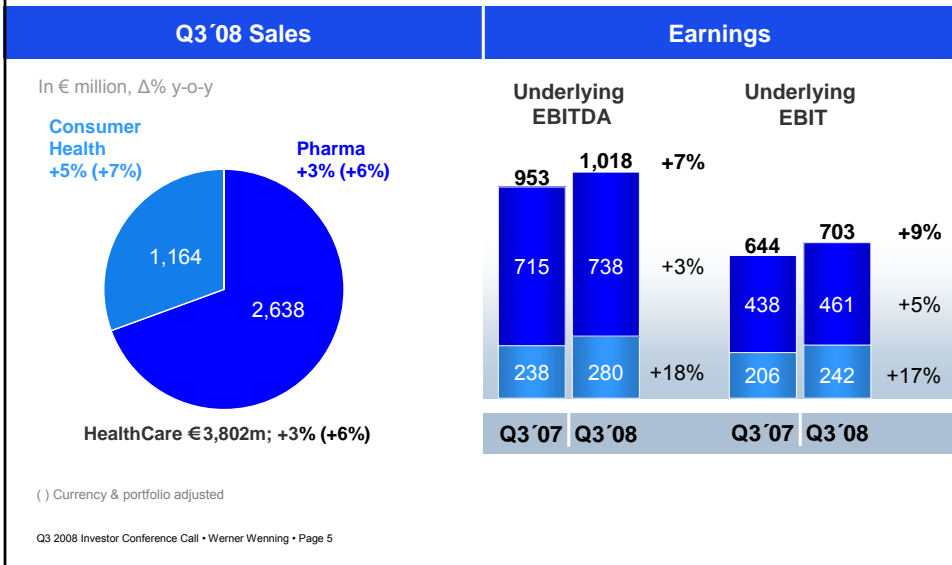 Q3´08 Sales
In € million, Δ% y-o-y
Consumer
Health
+5% (+7%)
Pharma
+3% (+6%)
1,164
2,638
HealthCare €3,802m; +3% (+6%)
Earnings
Underlying
EBITDA
953
1,018
+7%
715
738
+3%
238
280
+18%
Q3´07
Q3´08
Underlying
EBIT
644
703
+9%
438
461
+5%
206
242
+17%
Q3´07
Q3´08
( ) Currency & portfolio adjusted
Q3 2008 Investor Conference Call • Werner Wenning • Page 5